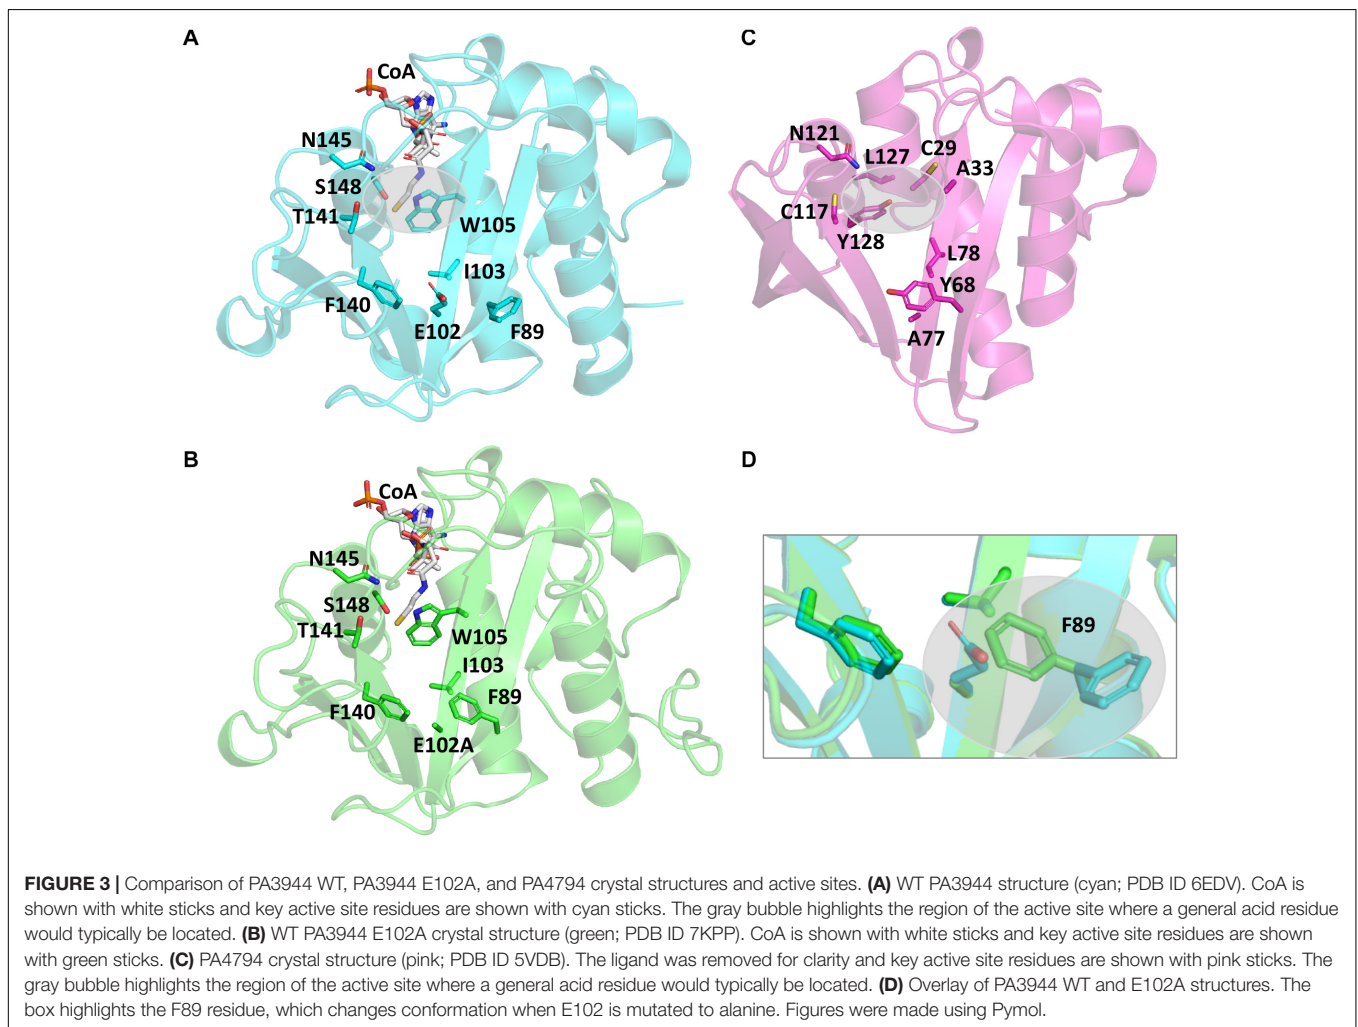 A
CoA
N145
S148
T141
W105
I103
F140
E102
F89
C
N121
L127
C29
A33
C117
Y128
L78
Y68
A77
B
CoA
N145
S148
T141
W105
I103
F140
F89
E102A
D
F89
FIGURE 3 | Comparison of PA3944 WT, PA3944 E102A, and PA4794 crystal structures and active sites. (A) WT PA3944 structure (cyan; PDB ID 6EDV). CoA is
shown with white sticks and key active site residues are shown with cyan sticks. The gray bubble highlights the region of the active site where a general acid residue
would typically be located. (B) WT PA3944 E102A crystal structure (green; PDB ID 7KPP). CoA is shown with white sticks and key active site residues are shown
with green sticks. (C) PA4794 crystal structure (pink; PDB ID 5VDB). The ligand was removed for clarity and key active site residues are shown with pink sticks. The
gray bubble highlights the region of the active site where a general acid residue would typically be located. (D) Overlay of PA3944 WT and E102A structures. The
box highlights the F89 residue, which changes conformation when E102 is mutated to alanine. Figures were made using Pymol.